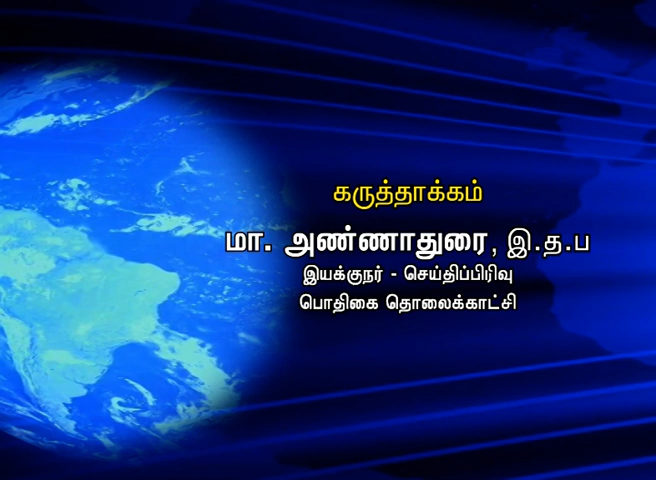 கருத்தாக்கம்
மா. அண்ணாதுரை, இ.த.ப
இயக்குநர் - செய்திப்பிரிவு
பொதிகை தொலைக்காட்சி